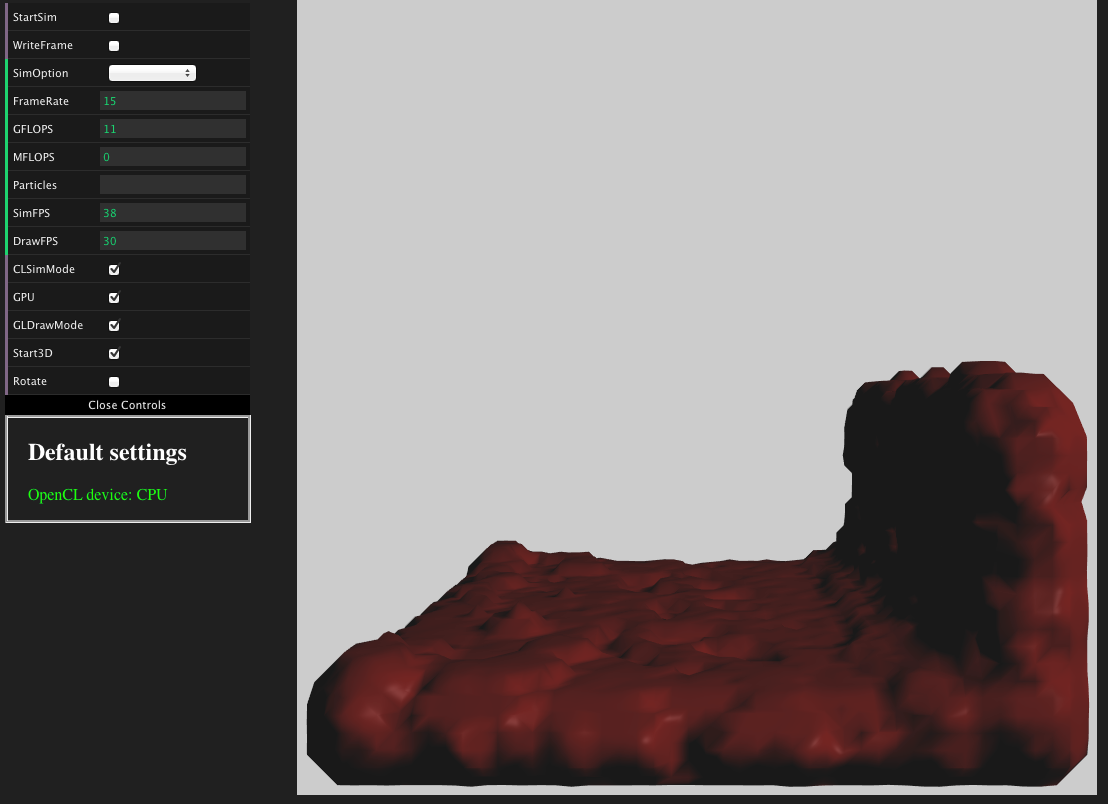 StartSim
WriteFrame
SimOption
FrameRate 15
GFLOPS 11
MFLOPS 0
Particles
SimFPS 38
DrawFPS 30
CLSimMode
GPU
GLDrawMode
Start3D
Rotate
Close Controls
Default settings
OpenCL device: CPU